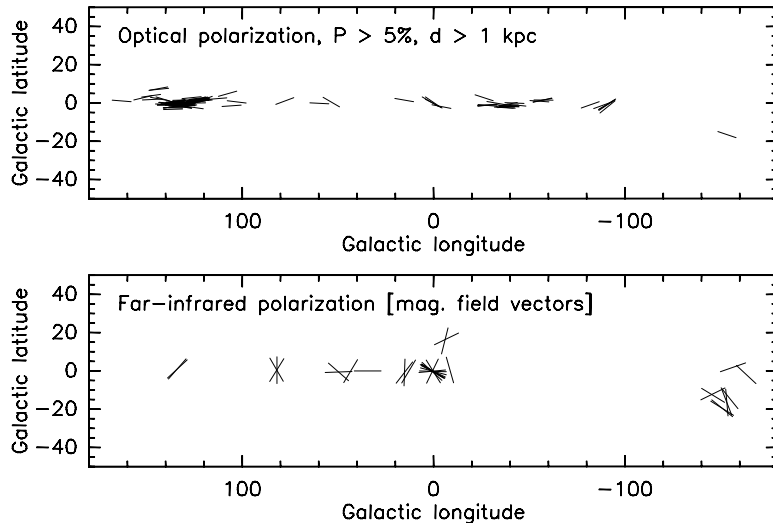 40
Optical polarization, P > 5%, d > 1 kpc
20
0
−20
−40
Galactic latitude
100
0
−100
Galactic longitude
40
Far−infrared polarization [mag. field vectors]
20
0
−20
−40
Galactic latitude
100
0
−100
Galactic longitude